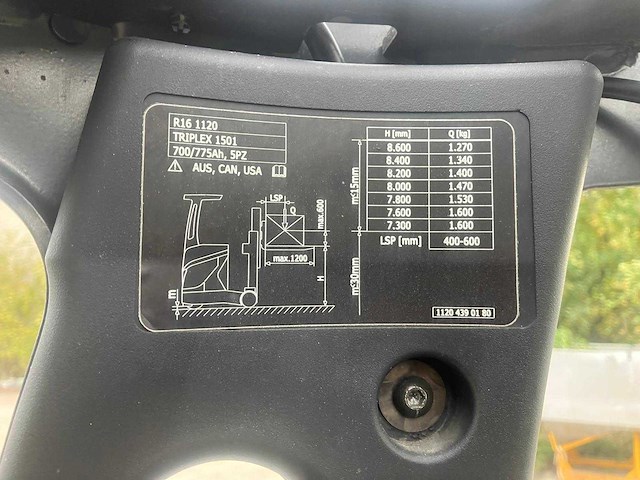 R16 1120
TRIPLEX 1501
700/775Ah, 5PZ
AUS, CAN, USA
LSP
Q
max.600
max.1200
H
m
m≤15mm
m≤30mm
H [mm] Q [kg]
8.600 1.270
8.400 1.340
8.200 1.400
8.000 1.470
7.800 1.530
7.600 1.600
7.300 1.600
LSP [mm] 400-600
1120 439 01 80